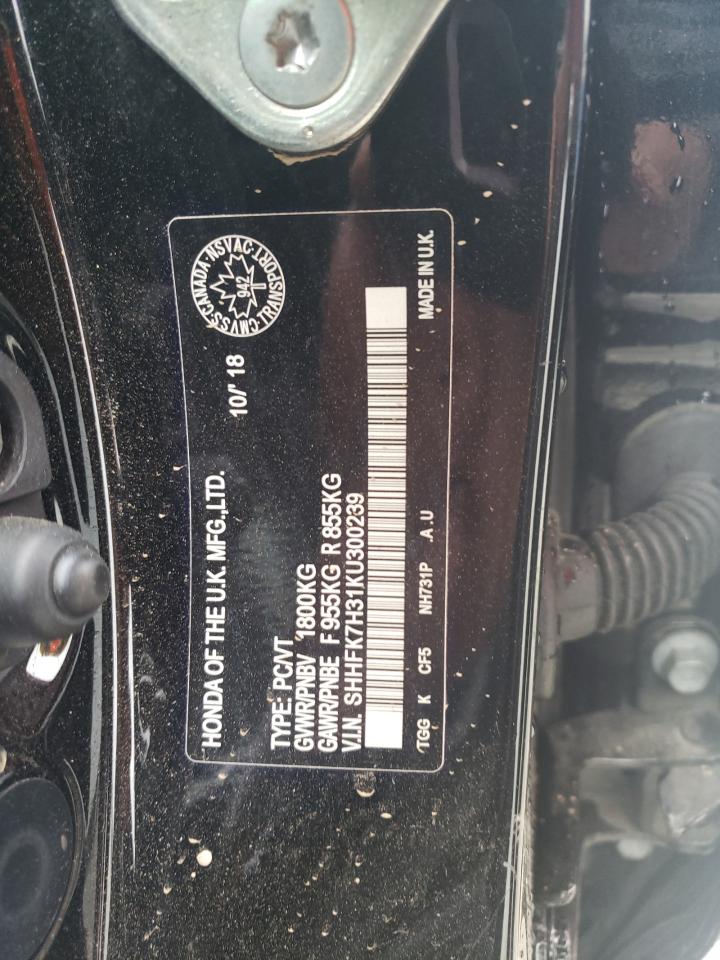 HONDA OF THE U.K. MFG.,LTD.
10/' 18
CMVSS-CANADA-NSVAC-TRANSPORT
942
TYPE: PC/VT
GVWR/PNBV 1800KG
GAWR/PNBE F 955KG R 855KG
V.I.N. SHHFK7H31KU300239
TGG K CF5 NH731P A.U MADE IN U.K.